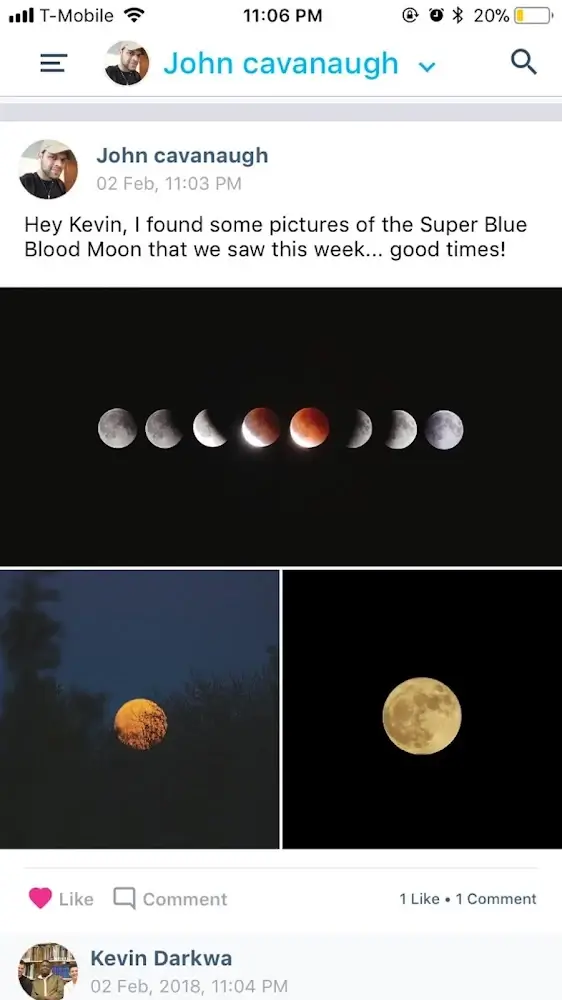 T-Mobile 11:06 PM 20%
John cavanaugh
John cavanaugh
02 Feb, 11:03 PM
Hey Kevin, I found some pictures of the Super Blue
Blood Moon that we saw this week... good times!
Like Comment 1 Like • 1 Comment
Kevin Darkwa
02 Feb, 2018, 11:04 PM